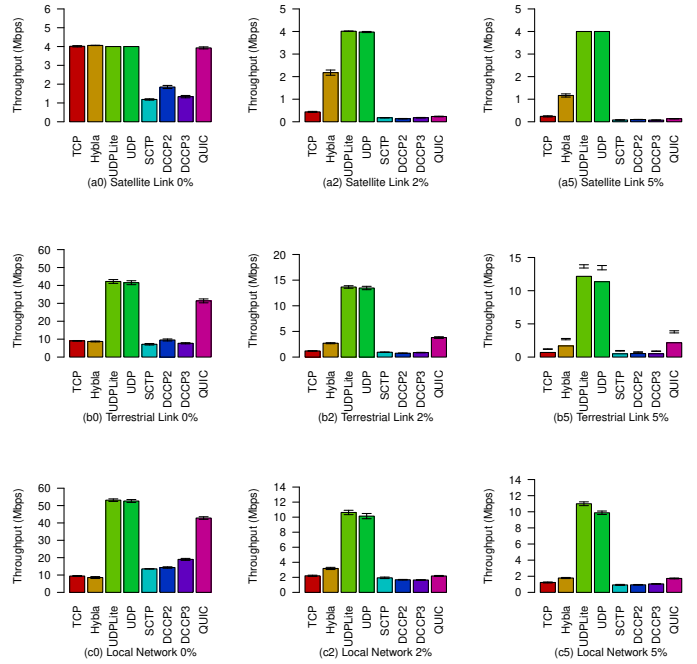 Throughput (Mbps)
0 1 2 3 4 5 6
TCP Hybla UDPLite UDP SCTP DCCP2 DCCP3 QUIC
(a0) Satellite Link 0%
Throughput (Mbps)
0 1 2 3 4 5
TCP Hybla UDPLite UDP SCTP DCCP2 DCCP3 QUIC
(a2) Satellite Link 2%
Throughput (Mbps)
0 1 2 3 4 5
TCP Hybla UDPLite UDP SCTP DCCP2 DCCP3 QUIC
(a5) Satellite Link 5%
Throughput (Mbps)
0 10 20 30 40 50 60
TCP Hybla UDPLite UDP SCTP DCCP2 DCCP3 QUIC
(b0) Terrestrial Link 0%
Throughput (Mbps)
0 5 10 15 20
TCP Hybla UDPLite UDP SCTP DCCP2 DCCP3 QUIC
(b2) Terrestrial Link 2%
Throughput (Mbps)
0 5 10 15
TCP Hybla UDPLite UDP SCTP DCCP2 DCCP3 QUIC
(b5) Terrestrial Link 5%
Throughput (Mbps)
0 10 20 30 40 50 60
TCP Hybla UDPLite UDP SCTP DCCP2 DCCP3 QUIC
(c0) Local Network 0%
Throughput (Mbps)
0 2 4 6 8 10 12 14
TCP Hybla UDPLite UDP SCTP DCCP2 DCCP3 QUIC
(c2) Local Network 2%
Throughput (Mbps)
0 2 4 6 8 10 12 14
TCP Hybla UDPLite UDP SCTP DCCP2 DCCP3 QUIC
(c5) Local Network 5%